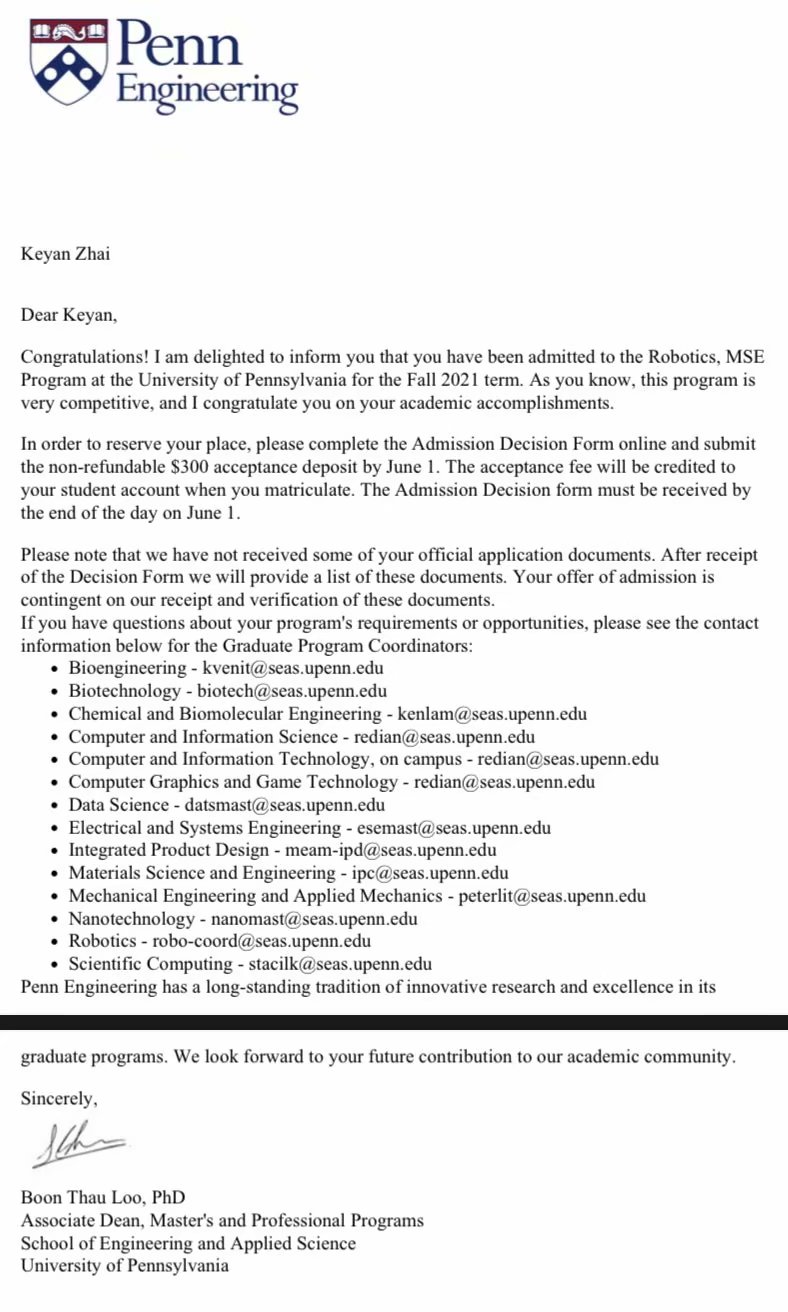 Penn
Engineering
Keyan Zhai
Dear Keyan,
Congratulations! I am delighted to inform you that you have been admitted to the Robotics, MSE
Program at the University of Pennsylvania for the Fall 2021 term. As you know, this program is
very competitive, and I congratulate you on your academic accomplishments.
In order to reserve your place, please complete the Admission Decision Form online and submit
the non-refundable $300 acceptance deposit by June 1. The acceptance fee will be credited to
your student account when you matriculate. The Admission Decision form must be received by
the end of the day on June 1.
Please note that we have not received some of your official application documents. After receipt
of the Decision Form we will provide a list of these documents. Your offer of admission is
contingent on our receipt and verification of these documents.
If you have questions about your program's requirements or opportunities, please see the contact
information below for the Graduate Program Coordinators:
• Bioengineering - kvenit@seas.upenn.edu
• Biotechnology - biotech@seas.upenn.edu
• Chemical and Biomolecular Engineering - kenlam@seas.upenn.edu
• Computer and Information Science - redian@seas.upenn.edu
• Computer and Information Technology, on campus - redian@seas.upenn.edu
• Computer Graphics and Game Technology - redian@seas.upenn.edu
• Data Science - datsmast@seas.upenn.edu
• Electrical and Systems Engineering - esemast@seas.upenn.edu
• Integrated Product Design - meam-ipd@seas.upenn.edu
• Materials Science and Engineering - ipc@seas.upenn.edu
• Mechanical Engineering and Applied Mechanics - peterlit@seas.upenn.edu
• Nanotechnology - nanomast@seas.upenn.edu
• Robotics - robo-coord@seas.upenn.edu
• Scientific Computing - stacilk@seas.upenn.edu
Penn Engineering has a long-standing tradition of innovative research and excellence in its
graduate programs. We look forward to your future contribution to our academic community.
Sincerely,
Boon Thau Loo, PhD
Associate Dean, Master's and Professional Programs
School of Engineering and Applied Science
University of Pennsylvania